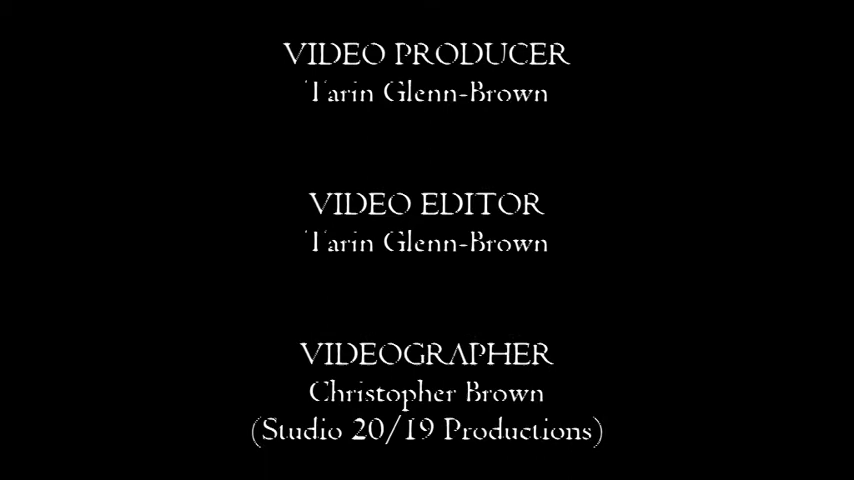 VIDEO PRODUCER
Tarin Glenn-Brown
VIDEO EDITOR
Tarin Glenn-Brown
VIDEOGRAPHER
Christopher Brown
(Studio 20/19 Productions)